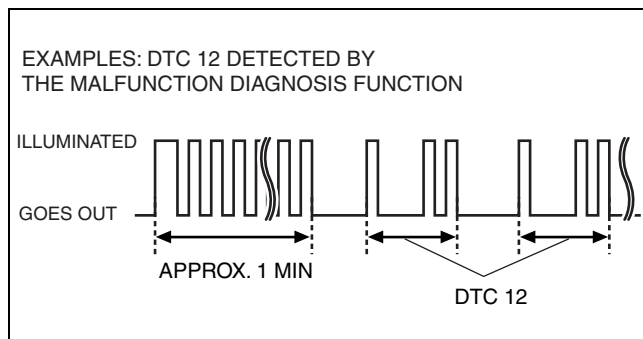 EXAMPLES: DTC 12 DETECTED BY
THE MALFUNCTION DIAGNOSIS FUNCTION
ILLUMINATED
GOES OUT
APPROX. 1 MIN
DTC 12